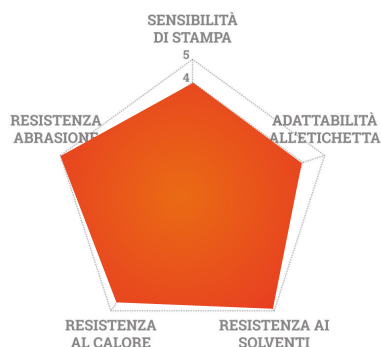 SENSIBILITÀ
DI STAMPA
5
4
RESISTENZA
ABRASIONE
ADATTABILITÀ
ALL'ETICHETTA
RESISTENZA
AL CALORE
RESISTENZA AI
SOLVENTI